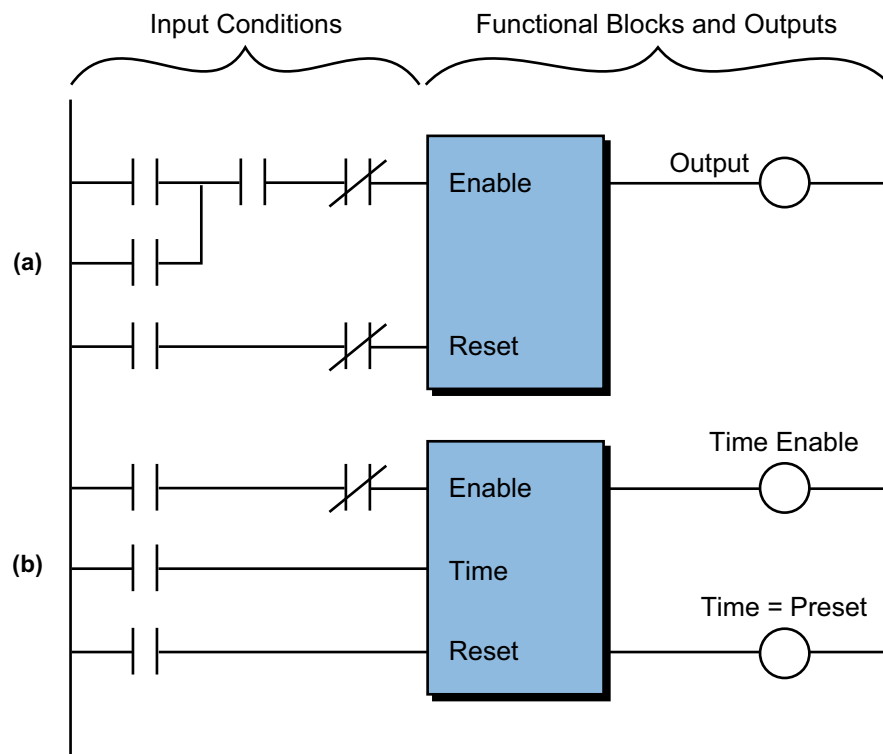 Input Conditions
Functional Blocks and Outputs
(a)
Enable
Output
Reset
(b)
Enable
Time Enable
Time
Reset
Time = Preset